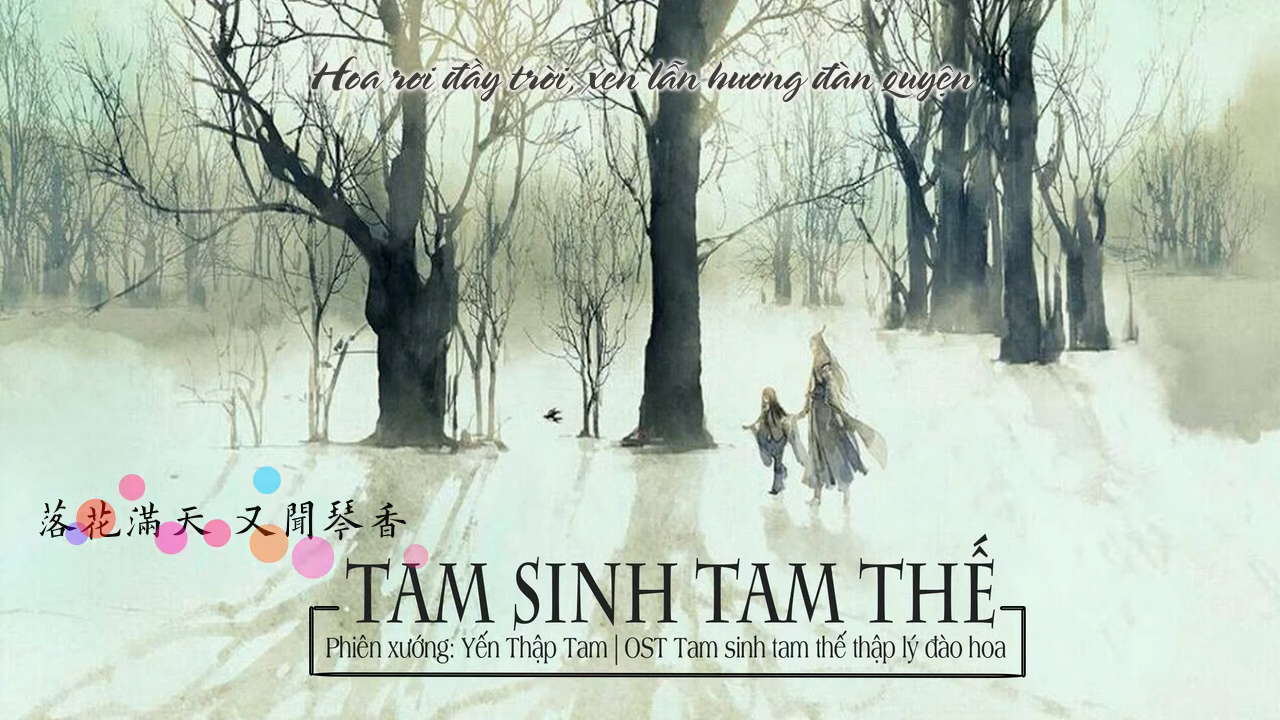 Hoa rơi đầy trời, xen lẫn hương đàn quyện
落花滿天 又聞琴香
TAM SINH TAM THẾ
Phiên xướng: Yến Thập Tam | OST Tam sinh tam thế thập lý đào hoa